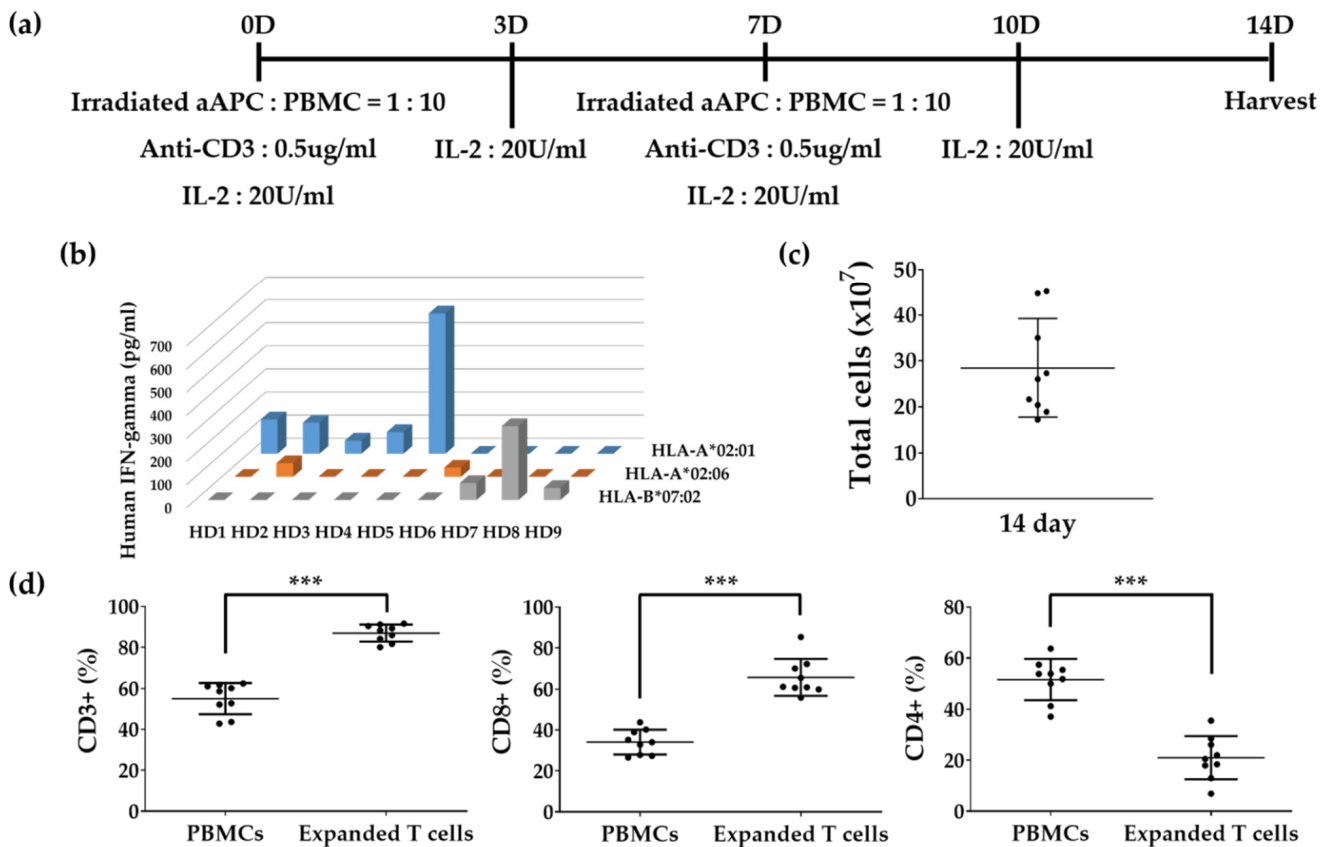 (a)
0D 3D 7D 10D 14D
Irradiated aAPC : PBMC = 1 : 10 Irradiated aAPC : PBMC = 1 : 10 Harvest
Anti-CD3 : 0.5ug/ml IL-2 : 20U/ml Anti-CD3 : 0.5ug/ml IL-2 : 20U/ml
IL-2 : 20U/ml IL-2 : 20U/ml
(b)
Human IFN-gamma (pg/ml)
700
600
500
400
300
200
100
0
HLA-A*02:01
HLA-A*02:06
HLA-B*07:02
HD1 HD2 HD3 HD4 HD5 HD6 HD7 HD8 HD9
(c)
Total cells (x10⁷)
50
40
30
20
10
0
14 day
(d)
CD3+ (%)
100
80
60
40
20
0
***
PBMCs Expanded T cells
CD8+ (%)
100
80
60
40
20
0
***
PBMCs Expanded T cells
CD4+ (%)
80
60
40
20
0
***
PBMCs Expanded T cells